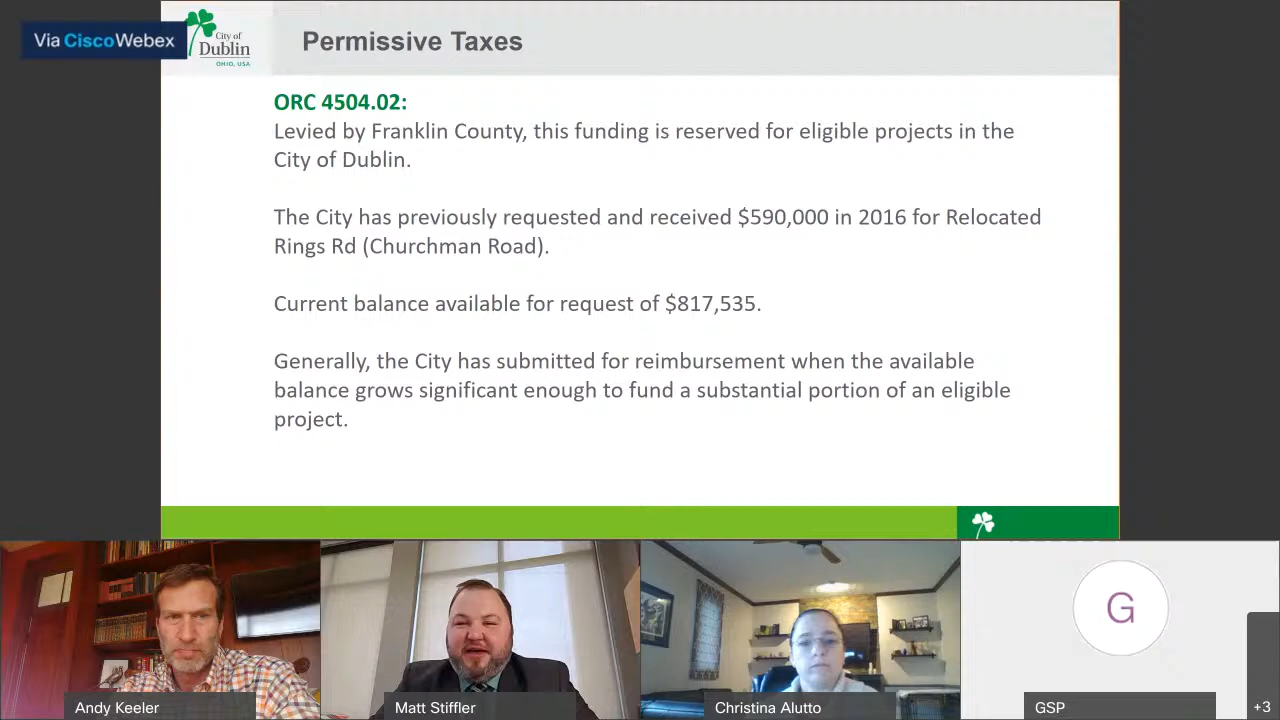 Via Cisco Webex
City of
Dublin
OHIO, USA
Permissive Taxes
ORC 4504.02:
Levied by Franklin County, this funding is reserved for eligible projects in the
City of Dublin.
The City has previously requested and received $590,000 in 2016 for Relocated
Rings Rd (Churchman Road).
Current balance available for request of $817,535.
Generally, the City has submitted for reimbursement when the available
balance grows significant enough to fund a substantial portion of an eligible
project.
G
Andy Keeler
Matt Stiffler
Christina Alutto
GSP
+3